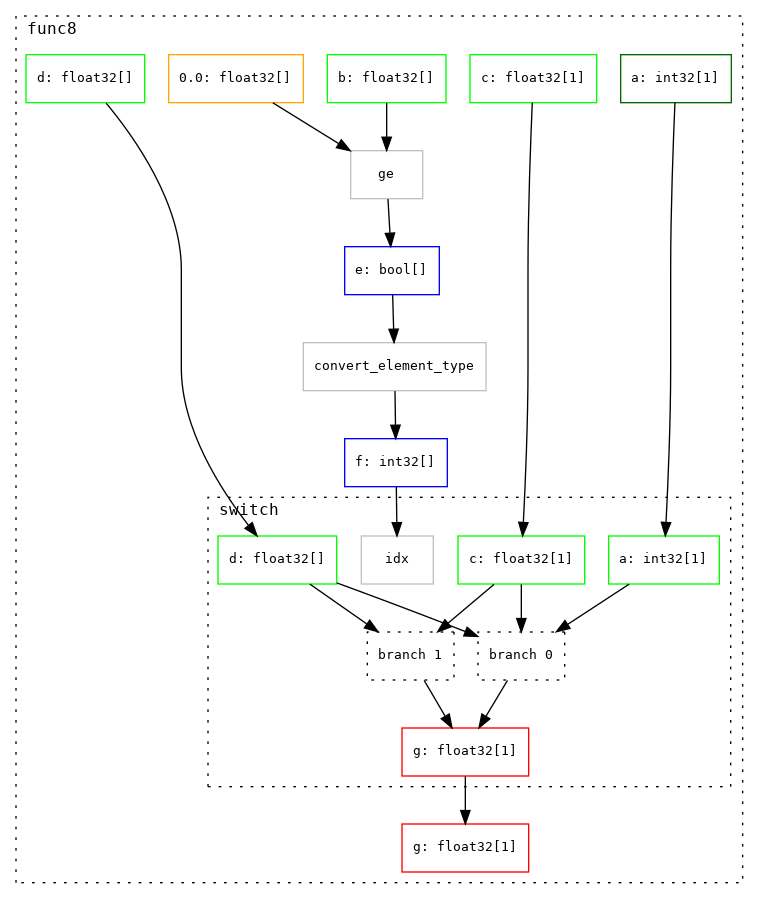 func8
d: float32[]
0.0: float32[]
b: float32[]
c: float32[1]
a: int32[1]
ge
e: bool[]
convert_element_type
f: int32[]
switch
d: float32[]
idx
c: float32[1]
a: int32[1]
branch 1
branch 0
g: float32[1]
g: float32[1]